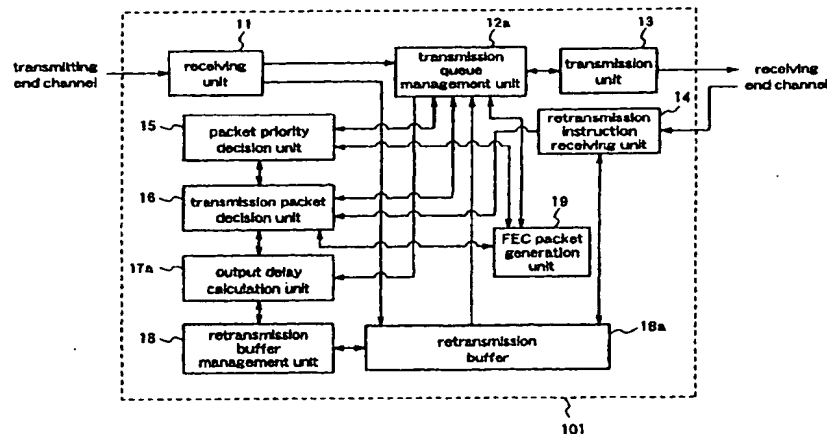 11
12a
13
transmitting
end channel
receiving
unit
transmission
queue
management unit
transmission
unit
receiving
end channel
14
15
packet priority
decision unit
retransmission
instruction
receiving unit
16
transmission packet
decision unit
19
FEC packet
generation
unit
17a
output delay
calculation unit
18
retransmission
buffer
management unit
retransmission
buffer
18a
101